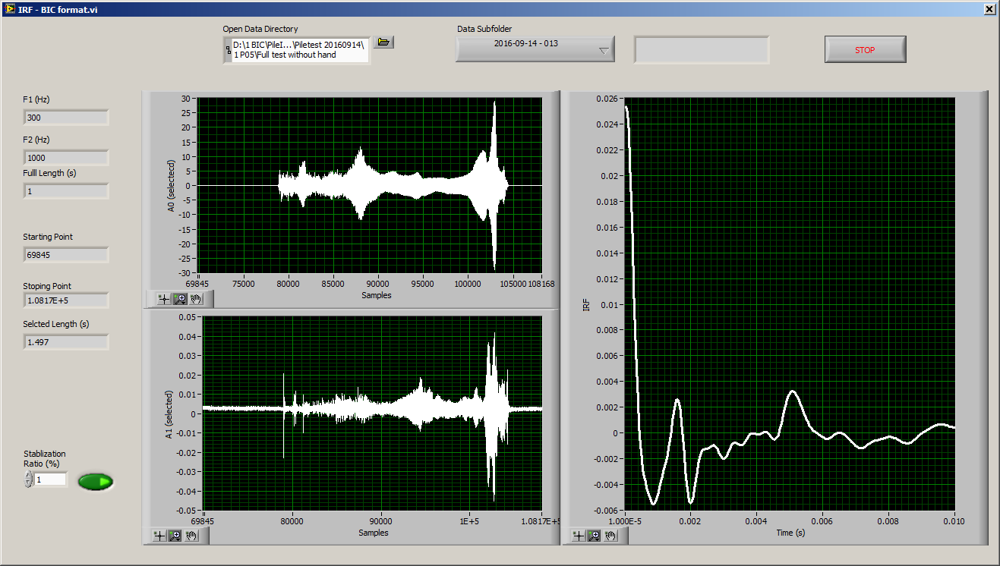 IRF - BIC format.vi
Open Data Directory
D:\1 BIC\PileI...\Piletest 20160914\
1 P05\Full test without hand
Data Subfolder
2016-09-14 - 013
STOP
F1 (Hz)
300
F2 (Hz)
1000
Fulll Length (s)
1
Starting Point
69845
Stoping Point
1.0817E+5
Selcted Length (s)
1.497
Stablization
Ratio (%)
1
A0 (selectecd)
30
25
20
15
10
5
0
-5
-10
-15
-20
-25
-30
69845 75000 80000 85000 90000 95000 100000 105000 108168
Samples
A1 (selected)
0.05
0.04
0.03
0.02
0.01
0
-0.01
-0.02
-0.03
-0.04
-0.05
69845 80000 90000 1E+5 1.0817E+5
Samples
IRF
0.026
0.024
0.022
0.02
0.018
0.016
0.014
0.012
0.01
0.008
0.006
0.004
0.002
0
-0.002
-0.004
-0.006
1.000E-5 0.002 0.004 0.006 0.008 0.010
Time (s)